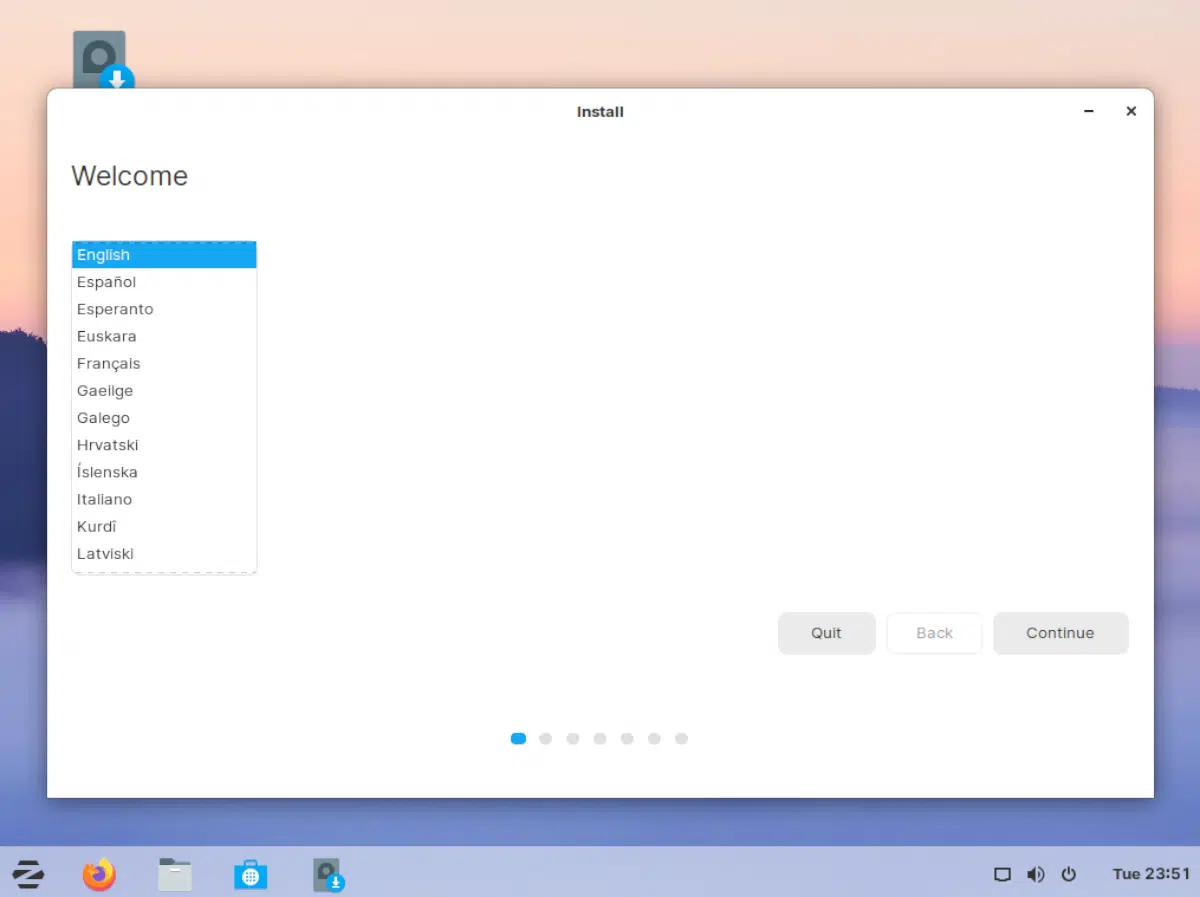 Install
Welcome
English
Español
Esperanto
Euskara
Français
Gaeilge
Galego
Hrvatski
Íslenska
Italiano
Kurdî
Latviski
Quit
Back
Continue
Tue 23:51